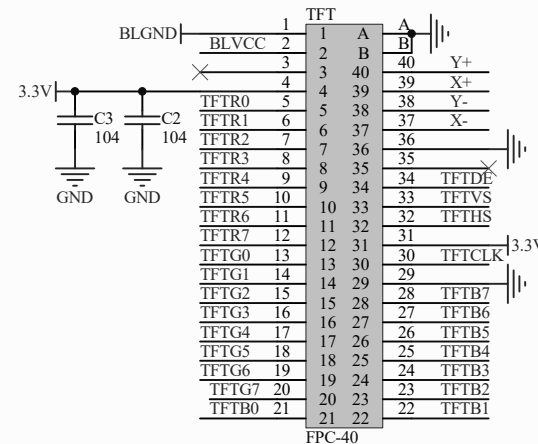 TFT
BLGND 1 1 A A
BLVCC 2 2 B B
3 3 40 40 Y+
3.3V 4 4 39 39 X+
TFTR0 5 5 38 38 Y-
C3 104 C2 104 TFTR1 6 6 37 37 X-
TFTR2 7 7 36 36
TFTR3 8 8 35 35
TFTR4 9 9 34 34 TFTDE
GND GND TFTR5 10 10 33 33 TFTVS
TFTR6 11 11 32 32 TFTHS
TFTR7 12 12 31 31 3.3V
TFTG0 13 13 30 30 TFTCLK
TFTG1 14 14 29 29
TFTG2 15 15 28 28 TFTB7
TFTG3 16 16 27 27 TFTB6
TFTG4 17 17 26 26 TFTB5
TFTG5 18 18 25 25 TFTB4
TFTG6 19 19 24 24 TFTB3
TFTG7 20 20 23 23 TFTB2
TFTB0 21 21 22 22 TFTB1
FPC-40